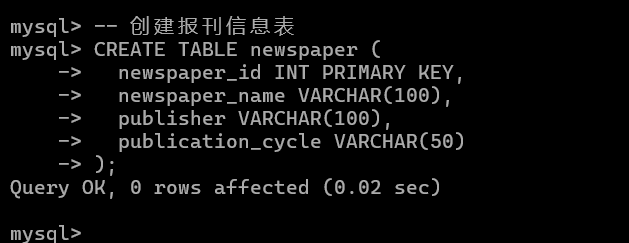 mysql> -- 创建报刊信息表
mysql> CREATE TABLE newspaper (
    ->   newspaper_id INT PRIMARY KEY,
    ->   newspaper_name VARCHAR(100),
    ->   publisher VARCHAR(100),
    ->   publication_cycle VARCHAR(50)
    -> );
Query OK, 0 rows affected (0.02 sec)

mysql>